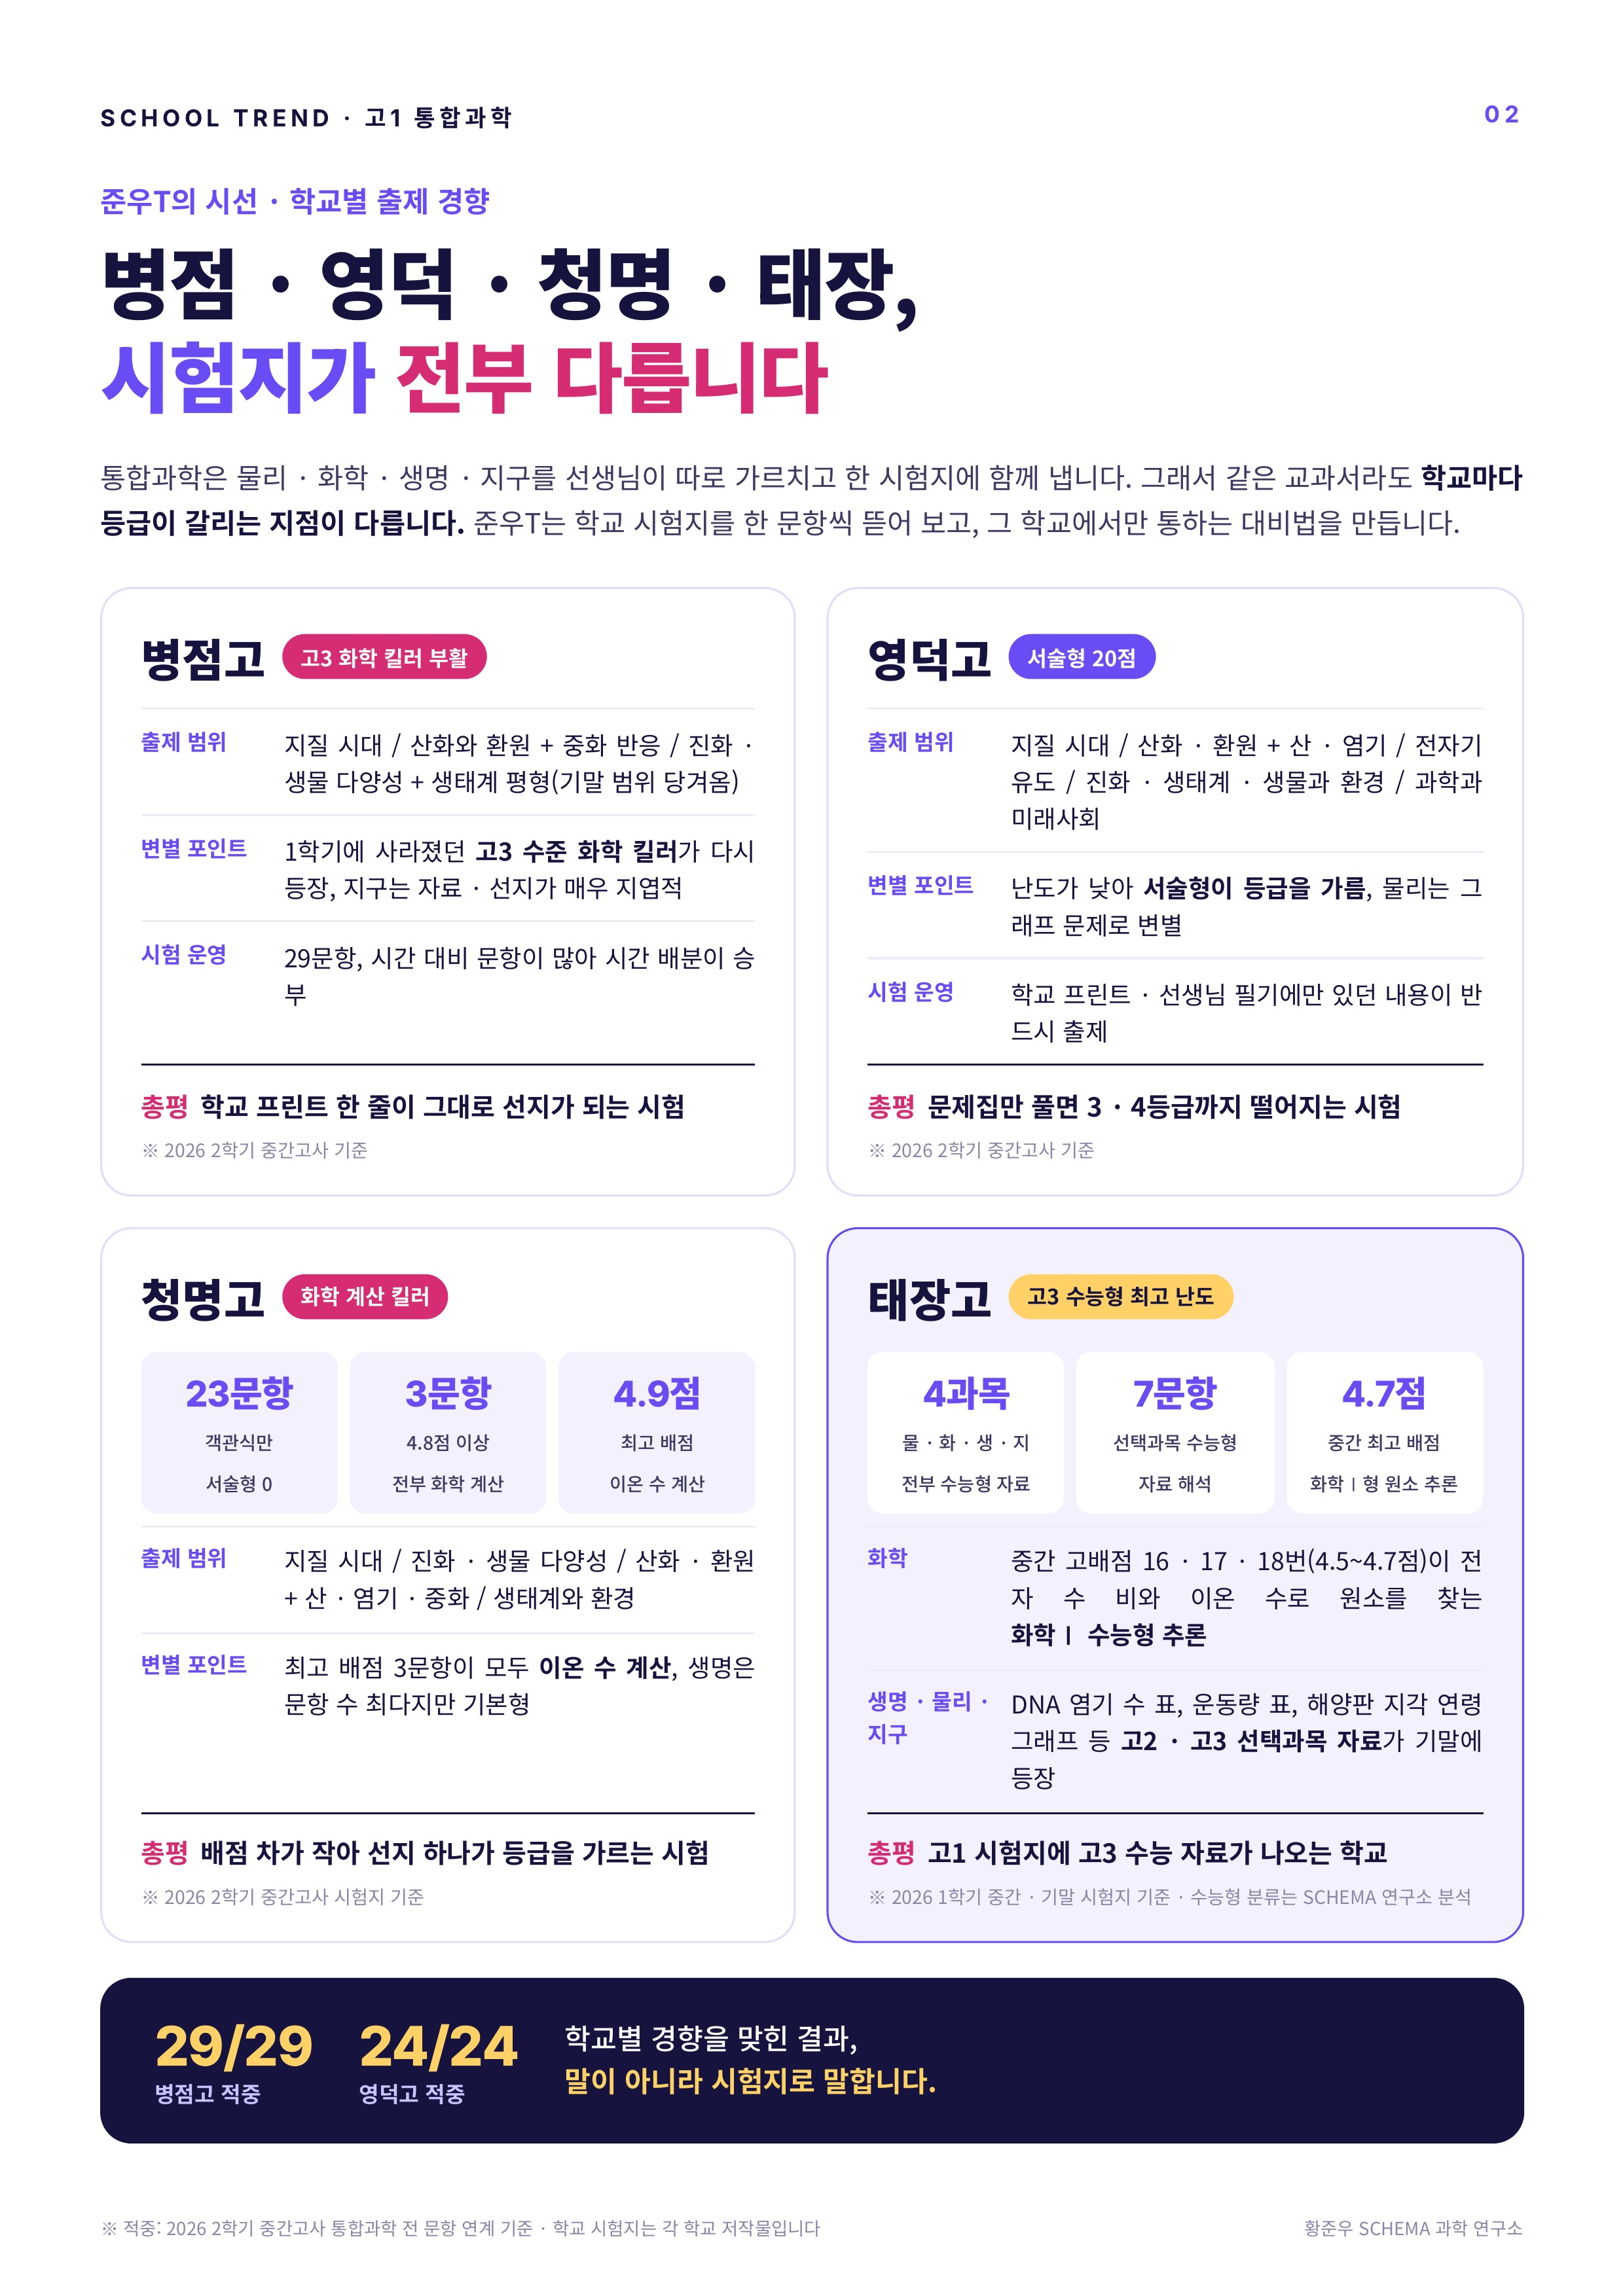 SCHOOL TREND · 고1 통합과학
02
준우T의 시선 · 학교별 출제 경향
병점 · 영덕 · 청명 · 태장,
시험지가 전부 다릅니다
통합과학은 물리 · 화학 · 생명 · 지구를 선생님이 따로 가르치고 한 시험지에 함께 냅니다. 그래서 같은 교과서라도 학교마다
등급이 갈리는 지점이 다릅니다. 준우T는 학교 시험지를 한 문항씩 뜯어 보고, 그 학교에서만 통하는 대비법을 만듭니다.
병점고 고3 화학 킬러 부활
출제 범위 지질 시대 / 산화와 환원 + 중화 반응 / 진화 ·
생물 다양성 + 생태계 평형(기말 범위 당겨옴)
변별 포인트 1학기에 사라졌던 고3 수준 화학 킬러가 다시
등장, 지구는 자료 · 선지가 매우 지엽적
시험 운영 29문항, 시간 대비 문항이 많아 시간 배분이 승
부
총평 학교 프린트 한 줄이 그대로 선지가 되는 시험
※ 2026 2학기 중간고사 기준
영덕고 서술형 20점
출제 범위 지질 시대 / 산화 · 환원 + 산 · 염기 / 전자기
유도 / 진화 · 생태계 · 생물과 환경 / 과학과
미래사회
변별 포인트 난도가 낮아 서술형이 등급을 가름, 물리는 그
래프 문제로 변별
시험 운영 학교 프린트 · 선생님 필기에만 있던 내용이 반
드시 출제
총평 문제집만 풀면 3 · 4등급까지 떨어지는 시험
※ 2026 2학기 중간고사 기준
청명고 화학 계산 킬러
23문항 3문항 4.9점
객관식만 4.8점 이상 최고 배점
서술형 0 전부 화학 계산 이온 수 계산
출제 범위 지질 시대 / 진화 · 생물 다양성 / 산화 · 환원
+ 산 · 염기 · 중화 / 생태계와 환경
변별 포인트 최고 배점 3문항이 모두 이온 수 계산, 생명은
문항 수 최다지만 기본형
총평 배점 차가 작아 선지 하나가 등급을 가르는 시험
※ 2026 2학기 중간고사 시험지 기준
태장고 고3 수능형 최고 난도
4과목 7문항 4.7점
물 · 화 · 생 · 지 선택과목 수능형 중간 최고 배점
전부 수능형 자료 자료 해석 화학 Ⅰ형 원소 추론
화학 중간 고배점 16 · 17 · 18번(4.5~4.7점)이 전
자 수 비와 이온 수로 원소를 찾는
화학 Ⅰ 수능형 추론
생명 · 물리 · DNA 염기 수 표, 운동량 표, 해양판 지각 연령
지구 그래프 등 고2 · 고3 선택과목 자료가 기말에
등장
총평 고1 시험지에 고3 수능 자료가 나오는 학교
※ 2026 1학기 중간 · 기말 시험지 기준 · 수능형 분류는 SCHEMA 연구소 분석
29/29 24/24 학교별 경향을 맞힌 결과,
병점고 적중 영덕고 적중 말이 아니라 시험지로 말합니다.
※ 적중: 2026 2학기 중간고사 통합과학 전 문항 연계 기준 · 학교 시험지는 각 학교 저작물입니다
황준우 SCHEMA 과학 연구소